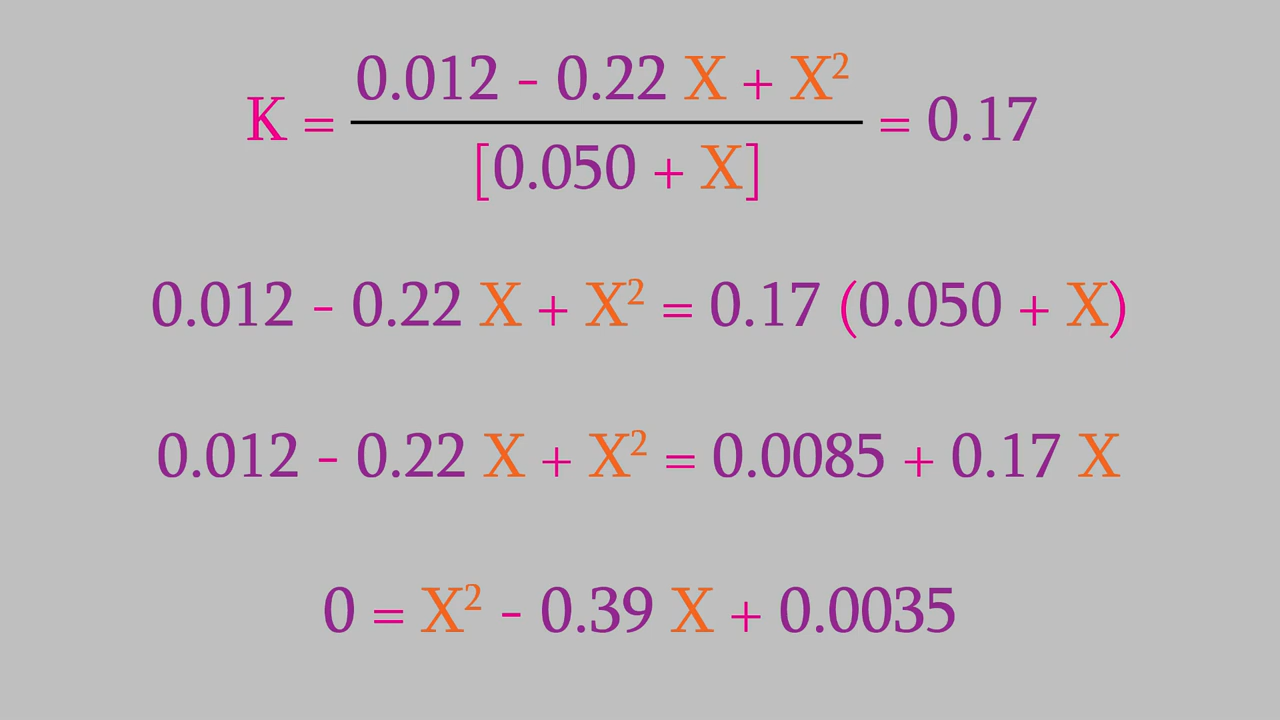 K = 0.012 - 0.22 X + X² / [0.050 + X] = 0.17
0.012 - 0.22 X + X² = 0.17 (0.050 + X)
0.012 - 0.22 X + X² = 0.0085 + 0.17 X
0 = X² - 0.39 X + 0.0035